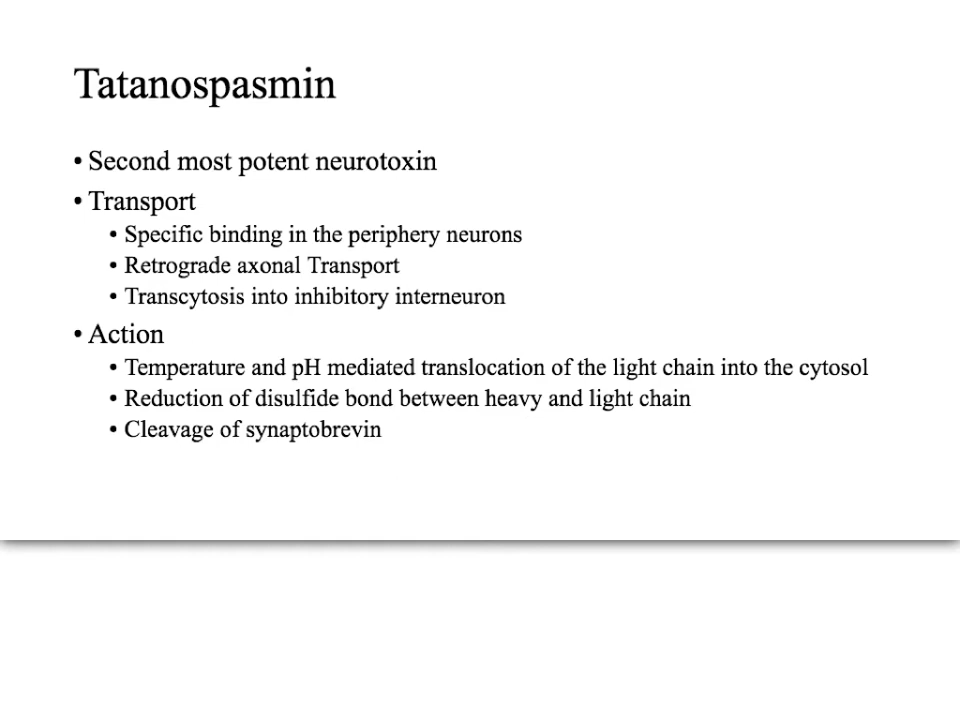 Tatanospasmin
• Second most potent neurotoxin
• Transport
• Specific binding in the periphery neurons
• Retrograde axonal Transport
• Transcytosis into inhibitory interneuron
• Action
• Temperature and pH mediated translocation of the light chain into the cytosol
• Reduction of disulfide bond between heavy and light chain
• Cleavage of synaptobrevin